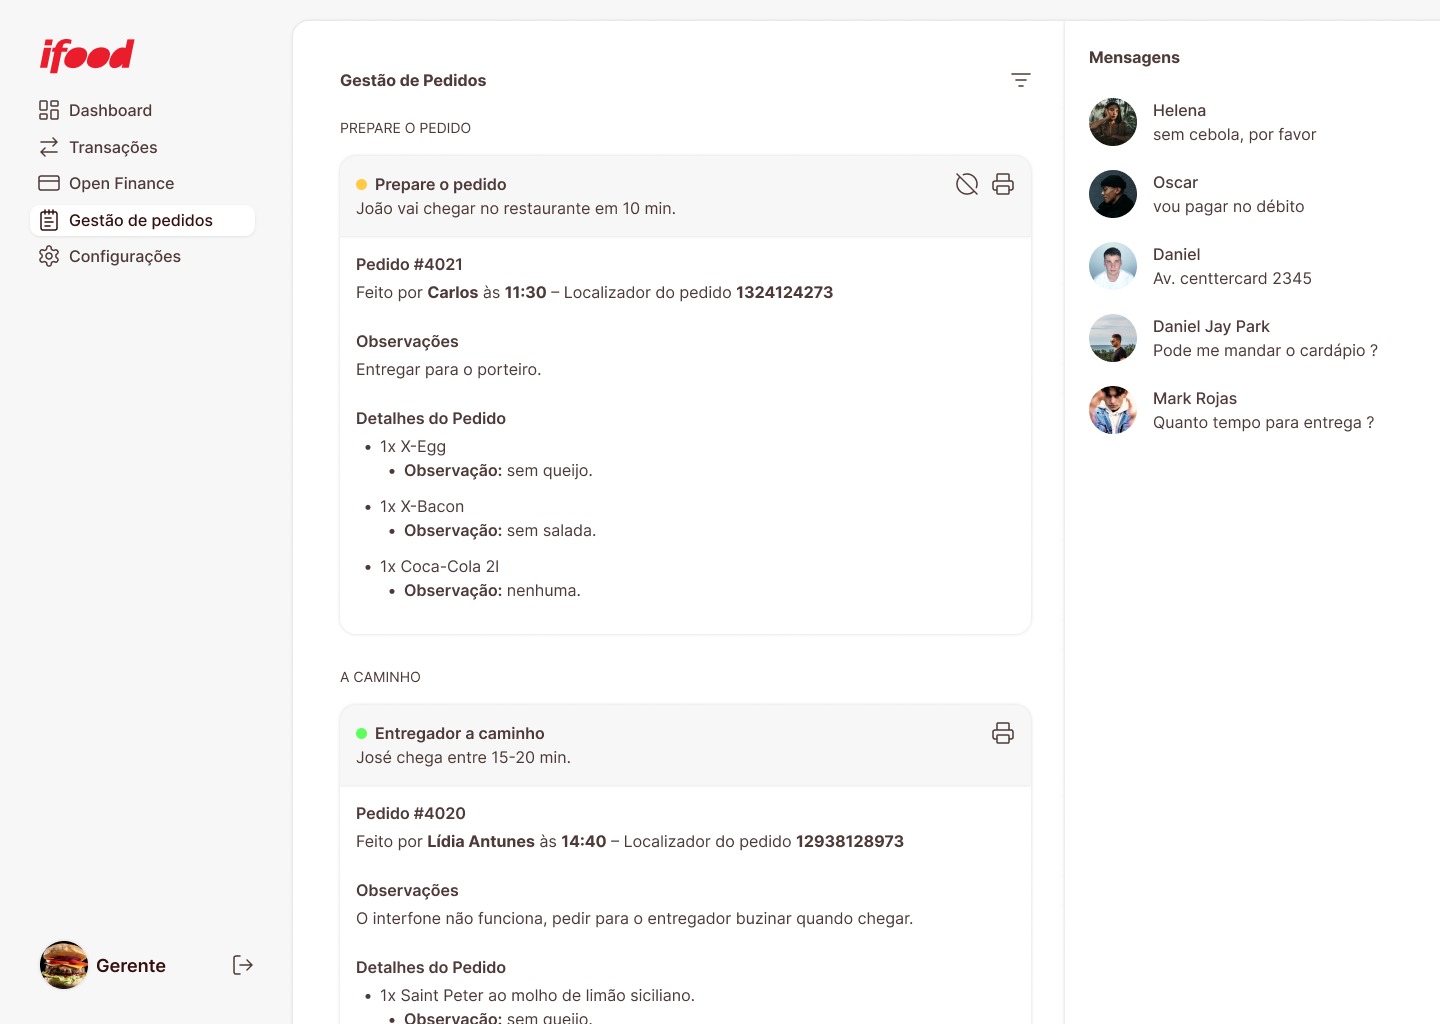 ifood
Dashboard
Transações
Open Finance
Gestão de pedidos
Configurações
Gerente
Gestão de Pedidos
PREPARE O PEDIDO
Prepare o pedido
João vai chegar no restaurante em 10 min.
Pedido #4021
Feito por Carlos às 11:30 – Localizador do pedido 1324124273
Observações
Entregar para o porteiro.
Detalhes do Pedido
• 1x X-Egg
• Observação: sem queijo.
• 1x X-Bacon
• Observação: sem salada.
• 1x Coca-Cola 2l
• Observação: nenhuma.
A CAMINHO
Entregador a caminho
José chega entre 15-20 min.
Pedido #4020
Feito por Lídia Antunes às 14:40 – Localizador do pedido 12938128973
Observações
O interfone não funciona, pedir para o entregador buzinar quando chegar.
Detalhes do Pedido
• 1x Saint Peter ao molho de limão siciliano.
• Observação: sem queijo.
Mensagens
Helena
sem cebola, por favor
Oscar
vou pagar no débito
Daniel
Av. centtercard 2345
Daniel Jay Park
Pode me mandar o cardápio ?
Mark Rojas
Quanto tempo para entrega ?